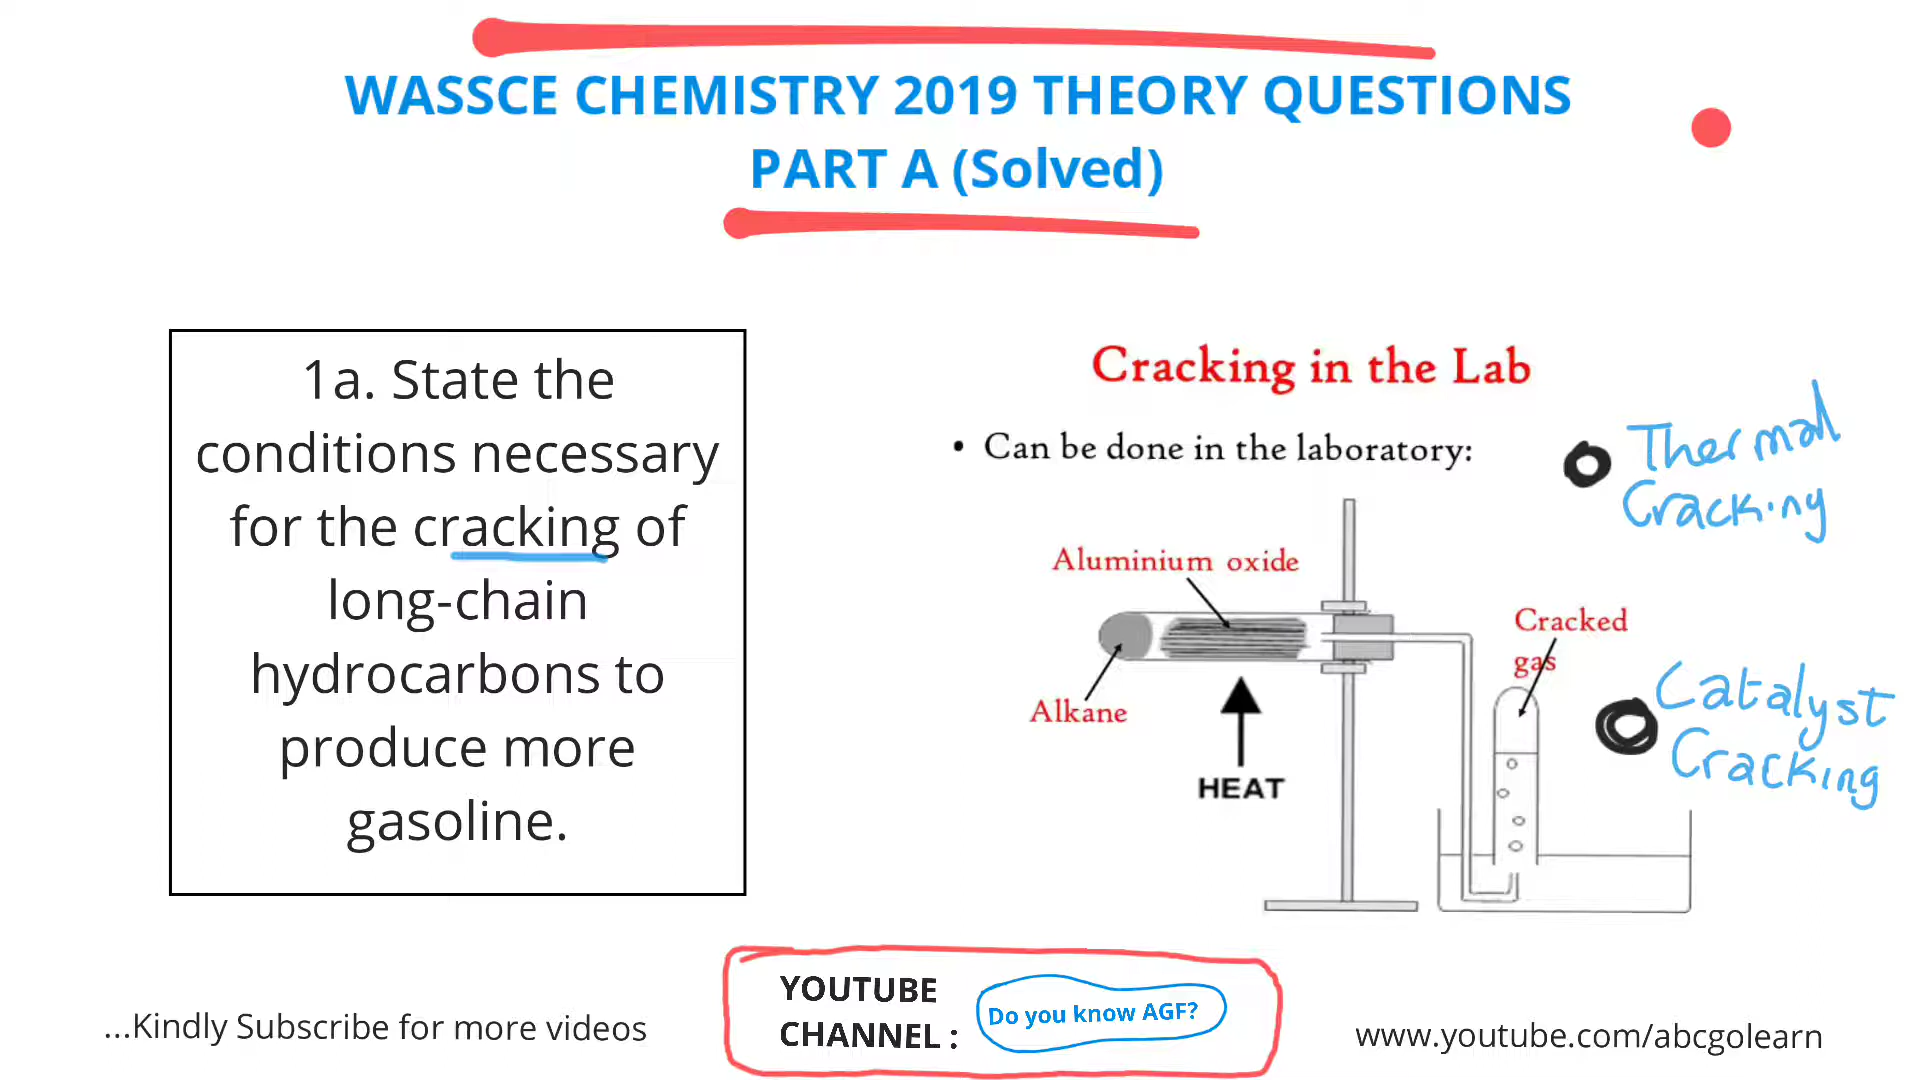 WASSCE CHEMISTRY 2019 THEORY QUESTIONS
PART A (Solved)
1a. State the
conditions necessary
for the cracking of
long-chain
hydrocarbons to
produce more
gasoline.
Cracking in the Lab
• Can be done in the laboratory:
Thermal
Cracking
Aluminium oxide
Cracked
gas
Alkane
HEAT
Catalyst
Cracking
...Kindly Subscribe for more videos
YOUTUBE
CHANNEL :
Do you know AGF?
www.youtube.com/abcgolearn